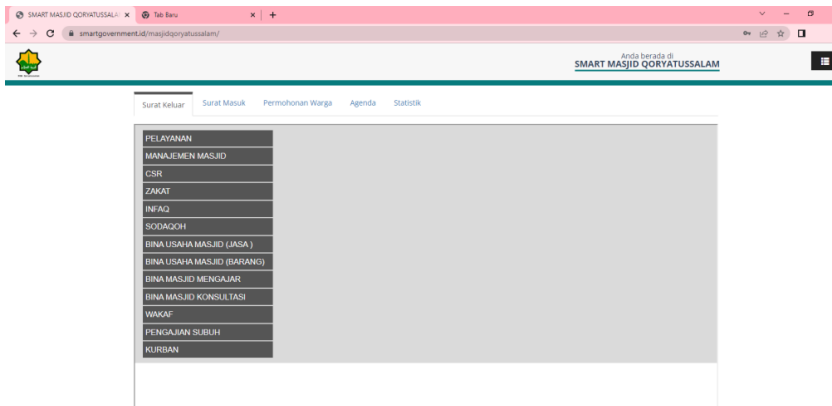 SMART MASJID QORYATUSSALA
Tab Baru
smartgovernment.id/masjidqoryatussalam/
Anda berada di
SMART MASJID QORYATUSSALAM
Surat Keluar Surat Masuk Permohonan Warga Agenda Statistik
PELAYANAN
MANAJEMEN MASJID
CSR
ZAKAT
INFAQ
SODAQOH
BINA USAHA MASJID (JASA )
BINA USAHA MASJID (BARANG)
BINA MASJID MENGAJAR
BINA MASJID KONSULTASI
WAKAF
PENGAJIAN SUBUH
KURBAN